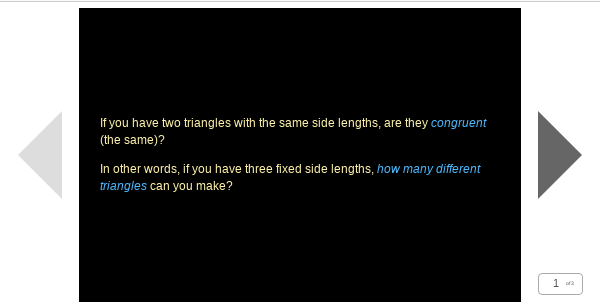 If you have two triangles with the same side lengths, are they congruent
(the same)?
In other words, if you have three fixed side lengths, how many different
triangles can you make?
1 of 3